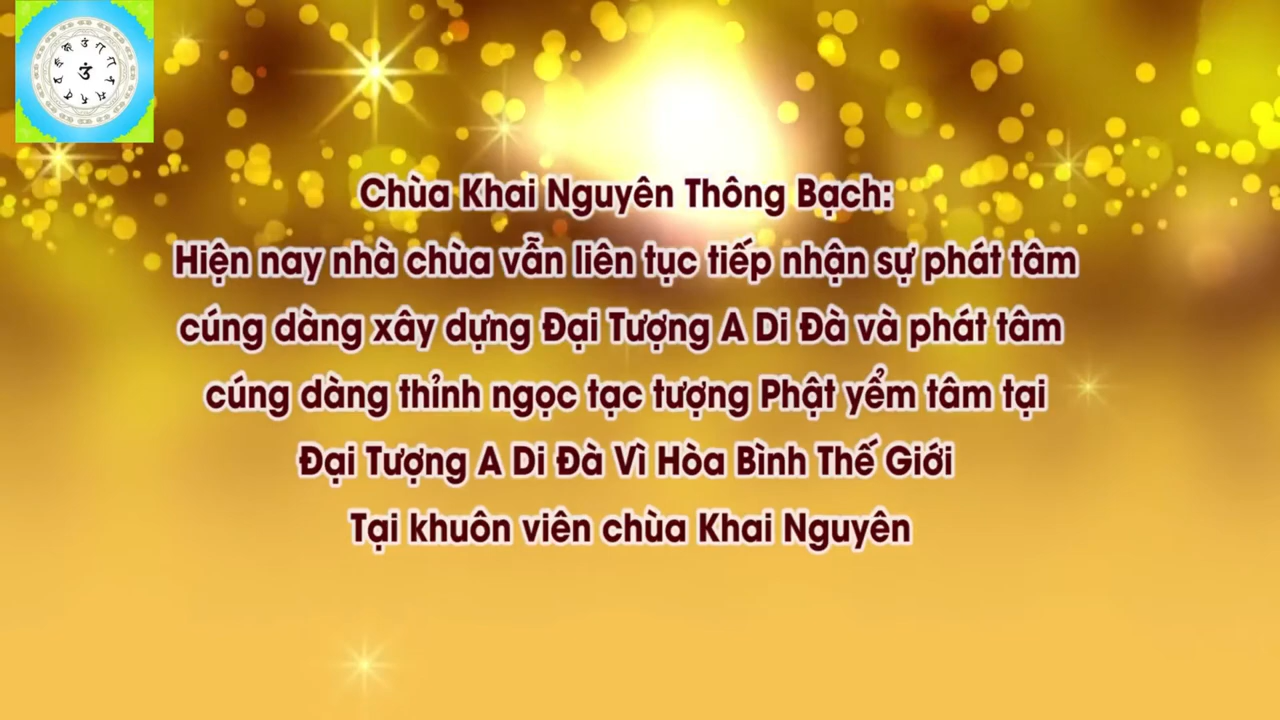 Chùa Khai Nguyên Thông Bạch:
Hiện nay nhà chùa vẫn liên tục tiếp nhận sự phát tâm
cúng dàng xây dựng Đại Tượng A Di Đà và phát tâm
cúng dàng thỉnh ngọc tạc tượng Phật yểm tâm tại
Đại Tượng A Di Đà Vì Hòa Bình Thế Giới
Tại khuôn viên chùa Khai Nguyên